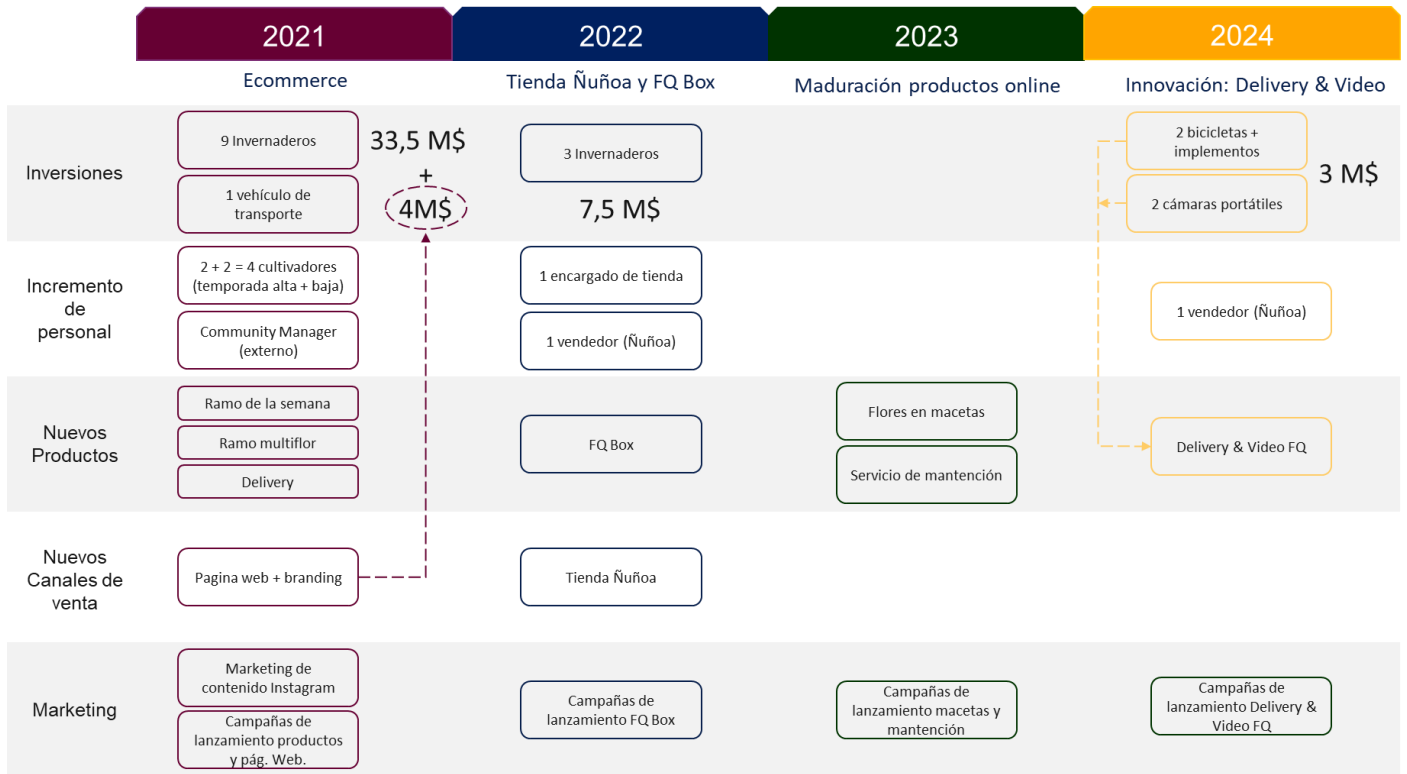 2021
2022
2023
2024
Ecommerce
Tienda Ñuñoa y FQ Box
Maduración productos online
Innovación: Delivery & Video
Inversiones
9 Invernaderos
1 vehículo de
transporte
33,5 M$
+
4M$
3 Invernaderos
7,5 M$
2 bicicletas +
implementos
2 cámaras portátiles
3 M$
Incremento
de
personal
2 + 2 = 4 cultivadores
(temporada alta + baja)
Community Manager
(externo)
1 encargado de tienda
1 vendedor (Ñuñoa)
1 vendedor (Ñuñoa)
Nuevos
Productos
Ramo de la semana
Ramo multiflor
Delivery
FQ Box
Flores en macetas
Servicio de mantención
Delivery & Video FQ
Nuevos
Canales de
venta
Pagina web + branding
Tienda Ñuñoa
Marketing
Marketing de
contenido Instagram
Campañas de
lanzamiento productos
y pág. Web.
Campañas de
lanzamiento FQ Box
Campañas de
lanzamiento macetas y
mantención
Campañas de
lanzamiento Delivery &
Video FQ